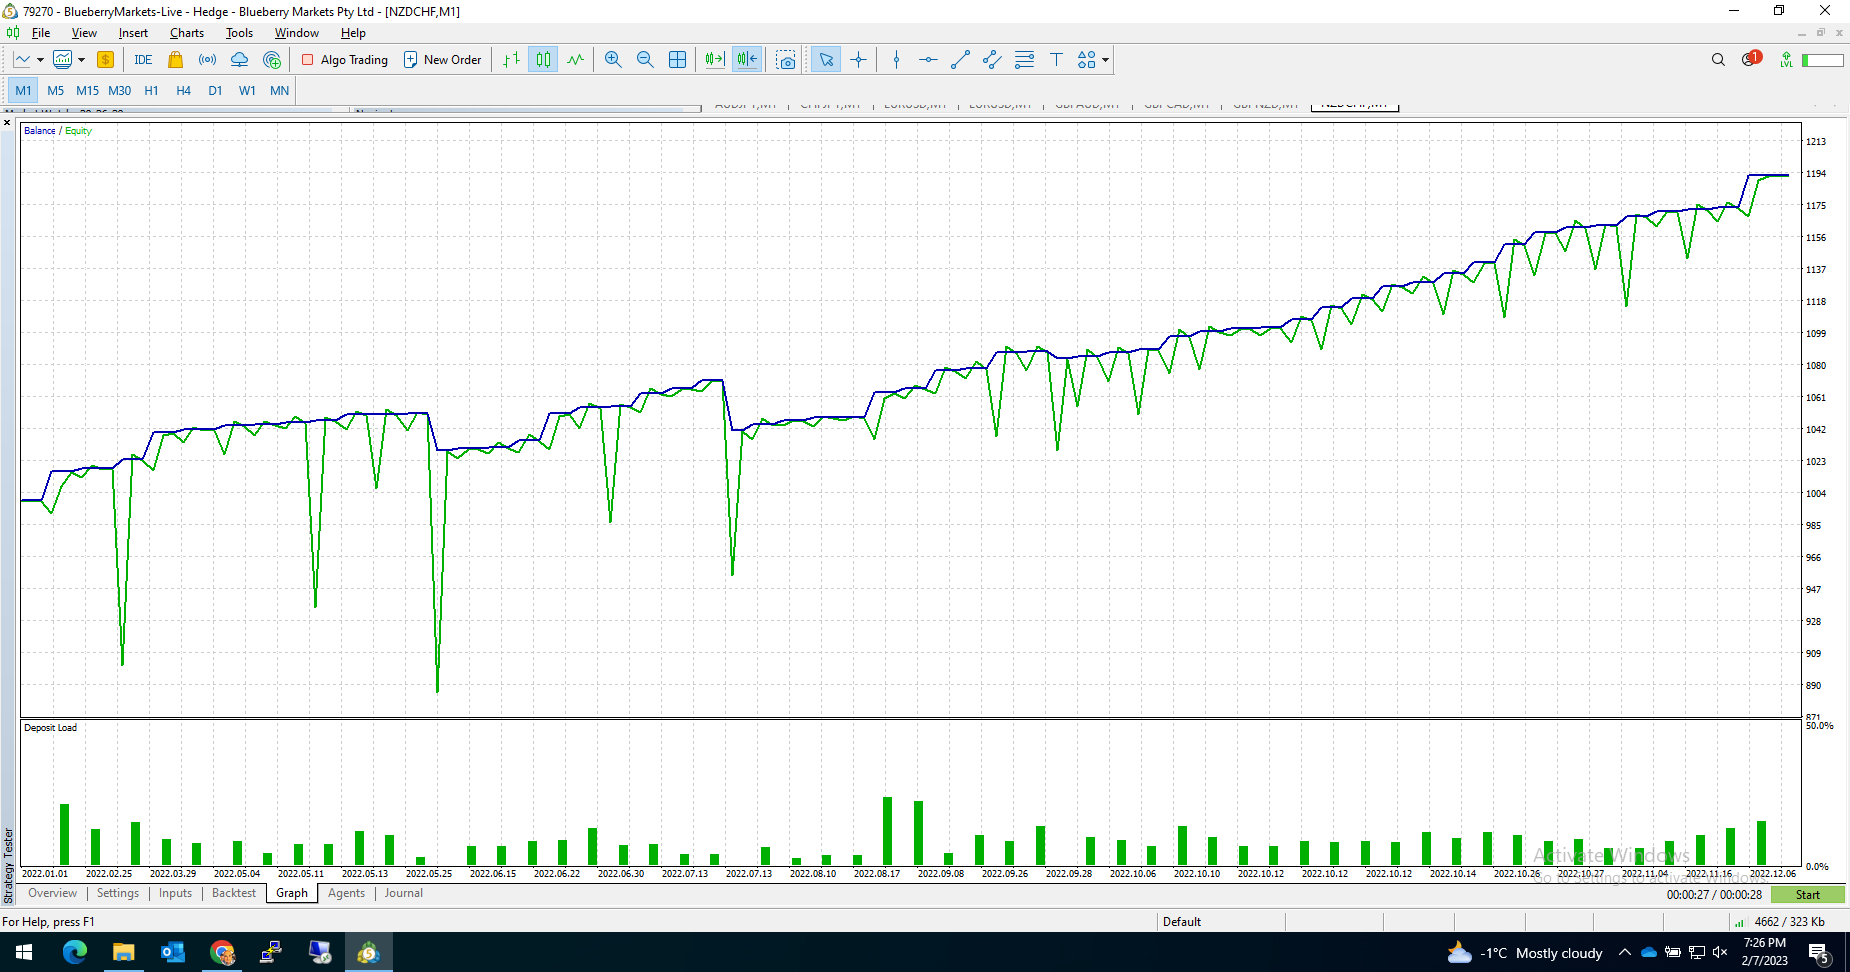 79270 - BlueberryMarkets-Live - Hedge - Blueberry Markets Pty Ltd - [NZDCHF,M1]
File View Insert Charts Tools Window Help
IDE Algo Trading New Order 1 LVL
M1 M5 M15 M30 H1 H4 D1 W1 MN
Balance / Equity
1213
1194
1175
1156
1137
1118
1099
1080
1061
1042
1023
1004
985
966
947
928
909
890
871
Deposit Load
50.0%
0.0%
2022.01.01 2022.02.25 2022.03.29 2022.05.04 2022.05.11 2022.05.13 2022.05.25 2022.06.15 2022.06.22 2022.06.30 2022.07.13 2022.07.13 2022.08.10 2022.08.17 2022.09.08 2022.09.26 2022.09.28 2022.10.06 2022.10.10 2022.10.12 2022.10.12 2022.10.12 2022.10.14 2022.10.26 2022.10.27 2022.11.04 2022.11.16 2022.12.06
Activate Windows
Go to Settings to activate Windows.
Strategy Tester
Overview Settings Inputs Backtest Graph Agents Journal
00:00:27 / 00:00:28 Start
For Help, press F1 Default 4662 / 323 Kb
-1°C Mostly cloudy 7:26 PM
2/7/2023
5